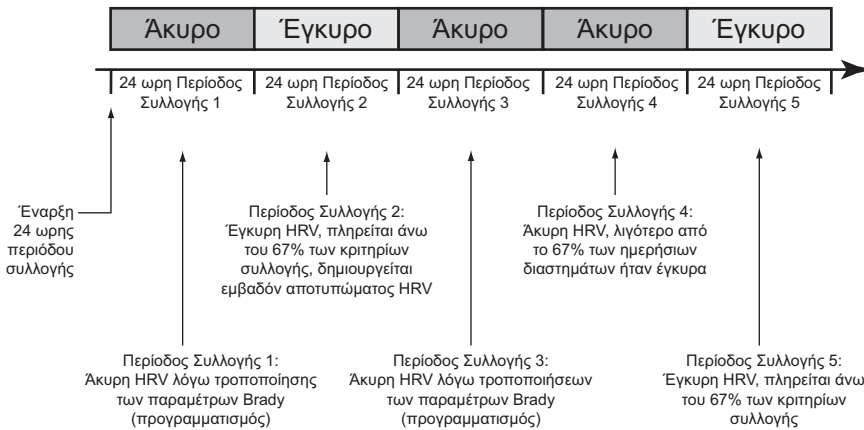 Άκυρο
Έγκυρο
Άκυρο
Άκυρο
Έγκυρο
24 ωρη Περίοδος
Συλλογής 1
24 ωρη Περίοδος
Συλλογής 2
24 ωρη Περίοδος
Συλλογής 3
24 ωρη Περίοδος
Συλλογής 4
24 ωρη Περίοδος
Συλλογής 5
Έναρξη
24 ωρης
περιόδου
συλλογής
Περίοδος Συλλογής 2:
Έγκυρη HRV, πληρείται άνω
του 67% των κριτηρίων
συλλογής, δημιουργείται
εμβαδόν αποτυπώματος HRV
Περίοδος Συλλογής 4:
Άκυρη HRV, λιγότερο από
το 67% των ημερήσιων
διαστημάτων ήταν έγκυρα
Περίοδος Συλλογής 1:
Άκυρη HRV λόγω τροποποίησης
των παραμέτρων Brady
(προγραμματισμός)
Περίοδος Συλλογής 3:
Άκυρη HRV λόγω τροποποιήσεων
των παραμέτρων Brady
(προγραμματισμός)
Περίοδος Συλλογής 5:
Έγκυρη HRV, πληρείται άνω
του 67% των κριτηρίων
συλλογής